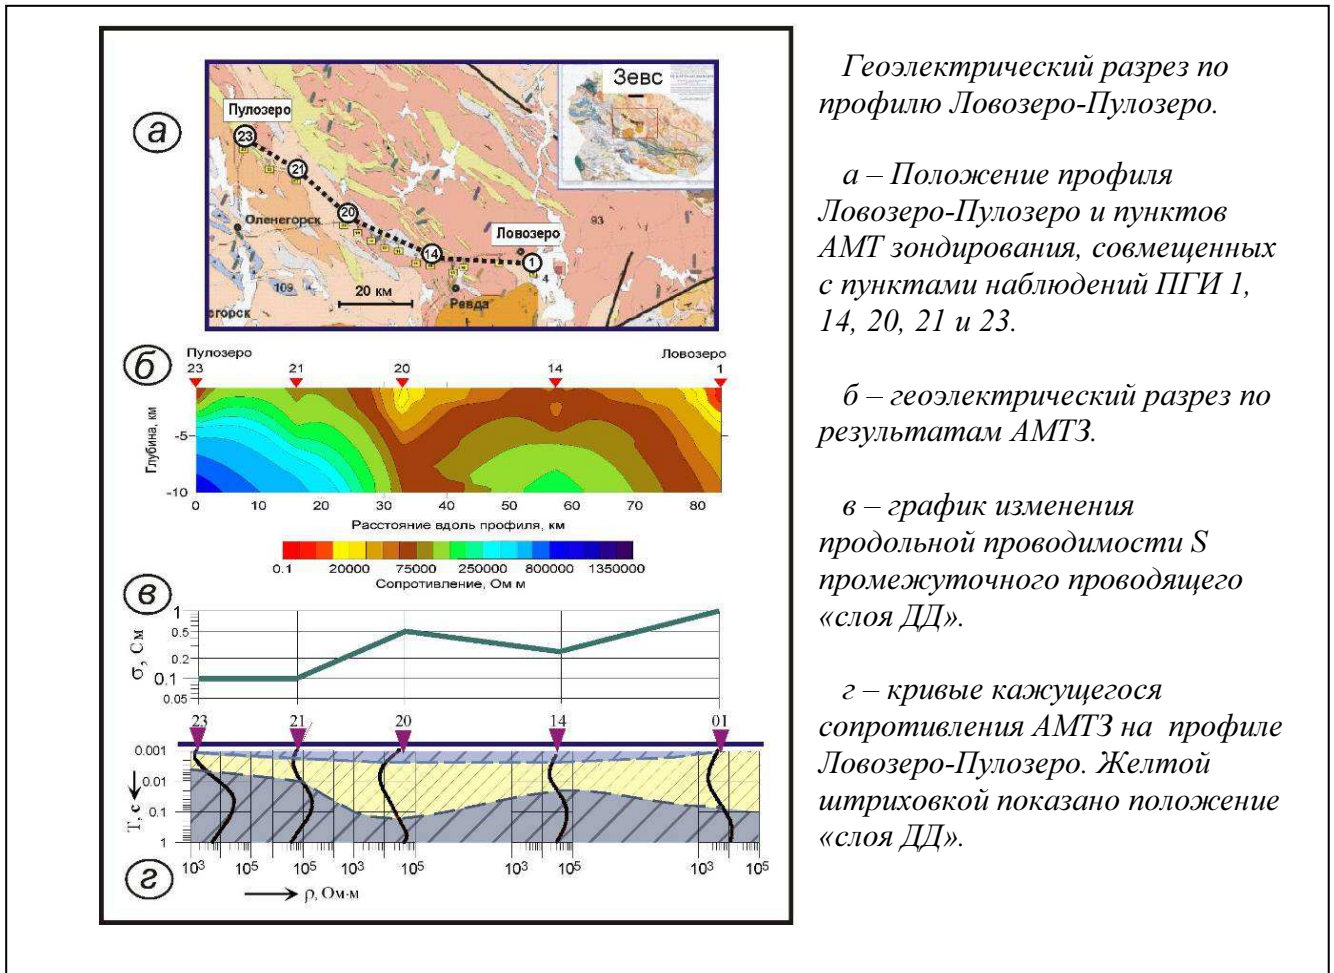 Геоэлектрический разрез по
профилю Ловозеро-Пулозеро.
а – Положение профиля
Ловозеро-Пулозеро и пунктов
АМТ зондирования, совмещенных
с пунктами наблюдений ПГИ 1,
14, 20, 21 и 23.
б – геоэлектрический разрез по
результатам АМТЗ.
в – график изменения
продольной проводимости S
промежуточного проводящего
«слоя ДД».
г – кривые кажущегося
сопротивления АМТЗ на профиле
Ловозеро-Пулозеро. Желтой
штриховкой показано положение
«слоя ДД».
а
Зевс
Пулозеро
23
21
20
Оленегорск
93
Ловозеро
14
1
4
109
20 км
Ревда
егорск
б
Пулозеро
Ловозеро
23 21 20 14 1
Глубина, км
-5
-10
0 10 20 30 40 50 60 70 80
Расстояние вдоль профиля, км
0.1 20000 75000 250000 800000 1350000
Сопротивление, Ом м
в
σ, См
1
0.5
0.2
0.1
0.05
23 21 20 14 01
0.001
0.01
0.1
1
T, с
10³ 10⁵ 10³ 10⁵ 10³ 10⁵ 10³ 10⁵
г
ρ, Ом·м